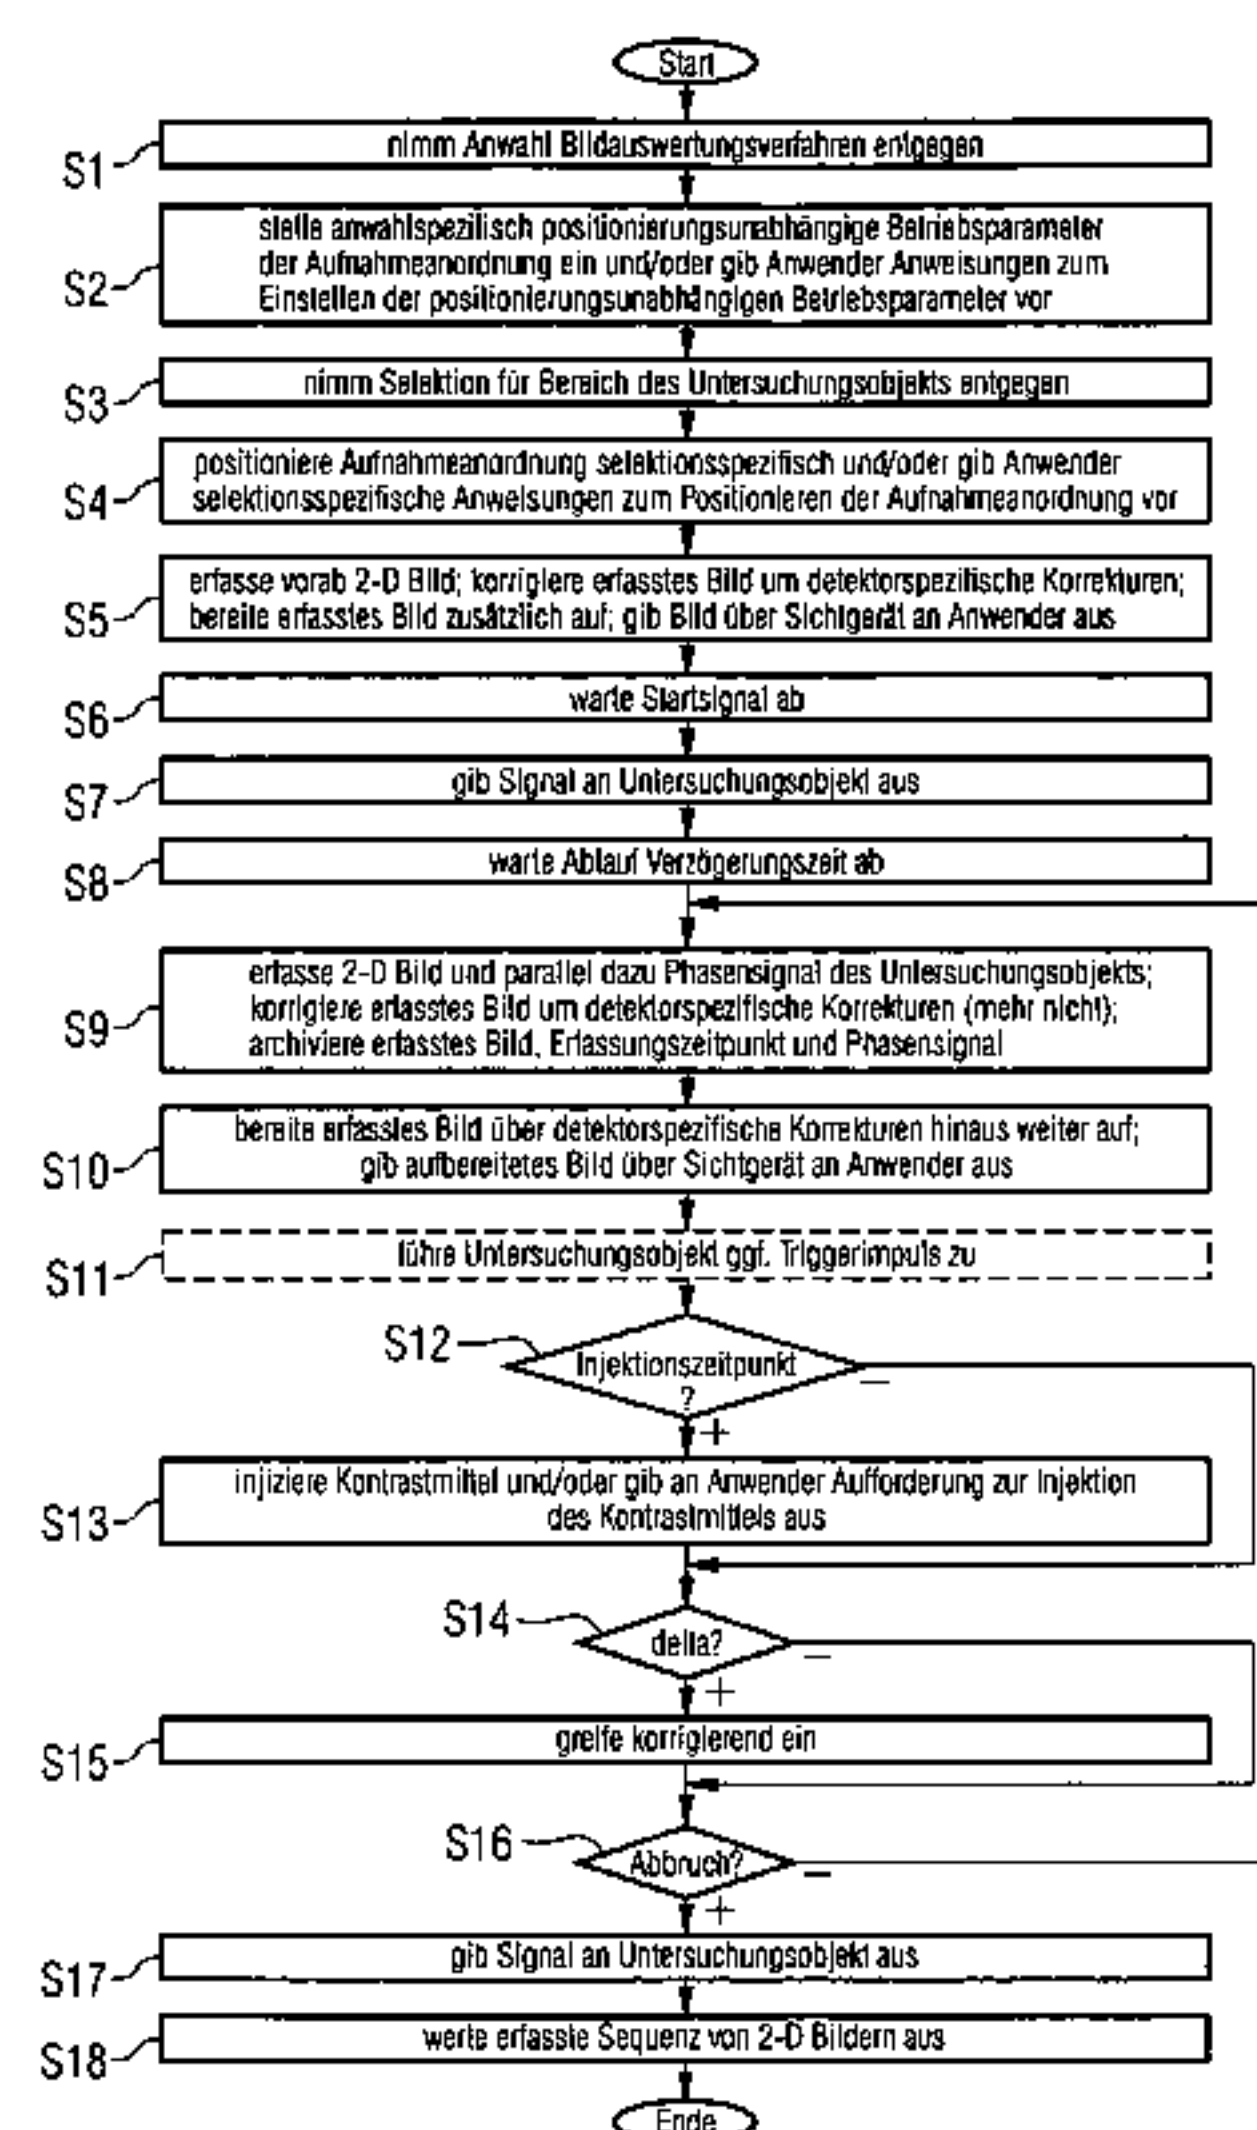 Start
S1
nimm Anwahl Bildauswertungsverfahren entgegen
S2
stelle anwahlspezifisch positionierungsunabhängige Betriebsparameter
der Aufnahmeanordnung ein und/oder gib Anwender Anweisungen zum
Einstellen der positionierungsunabhängigen Betriebsparameter vor
S3
nimm Selektion für Bereich des Untersuchungsobjekts entgegen
S4
positioniere Aufnahmeanordnung selektionsspezifisch und/oder gib Anwender
selektionsspezifische Anweisungen zum Positionieren der Aufnahmeanordnung vor
S5
erfasse vorab 2-D Bild; korrigiere erfasstes Bild um detektorspezifische Korrekturen;
bereite erfasstes Bild zusätzlich auf; gib Bild über Sichtgerät an Anwender aus
S6
warte Startsignal ab
S7
gib Signal an Untersuchungsobjekt aus
S8
warte Ablauf Verzögerungszeit ab
S9
erfasse 2-D Bild und parallel dazu Phasensignal des Untersuchungsobjekts;
korrigiere erfasstes Bild um detektorspezifische Korrekturen (mehr nicht);
archiviere erfasstes Bild, Erfassungszeitpunkt und Phasensignal
S10
bereite erfasstes Bild über detektorspezifische Korrekturen hinaus weiter auf;
gib aufbereitetes Bild über Sichtgerät an Anwender aus
S11
führe Untersuchungsobjekt ggf. Triggerimpuls zu
S12
Injektionszeitpunkt
?
−
+
S13
injiziere Kontrastmittel und/oder gib an Anwender Aufforderung zur Injektion
des Kontrastmittels aus
S14
delta?
−
+
S15
greife korrigierend ein
S16
Abbruch?
−
+
S17
gib Signal an Untersuchungsobjekt aus
S18
werte erfasste Sequenz von 2-D Bildern aus
Ende